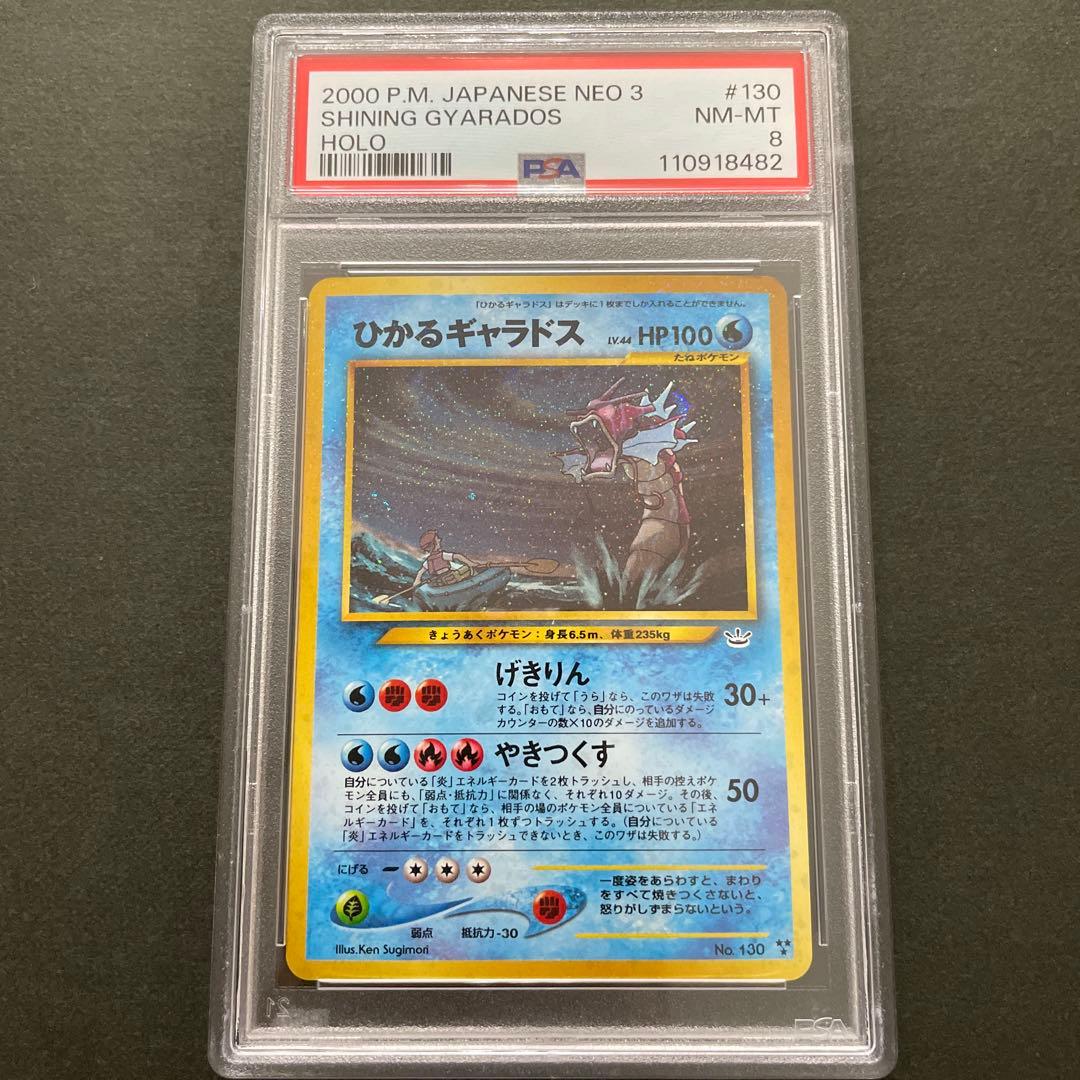 2000 P.M. JAPANESE NEO 3 #130
SHINING GYARADOS NM-MT
HOLO 8
PSA 110918482
「ひかるギャラドス」はデッキに1枚までしか入れることができません。
ひかるギャラドス LV.44 HP100
たねポケモン
きょうあくポケモン:身長6.5m、体重235kg
げきりん
コインを投げて「うら」なら、このワザは失敗
する。「おもて」なら、自分にのっているダメージ
カウンターの数×10のダメージを追加する。
30+
やきつくす
自分についている「炎」エネルギーカードを2枚トラッシュし、相手の控えポケ
モン全員にも、「弱点・抵抗力」に関係なく、それぞれ10ダメージ。その後、
コインを投げて「おもて」なら、相手の場のポケモン全員についている「エネ
ルギーカード」を、それぞれ1枚ずつトラッシュする。(自分についている
「炎」エネルギーカードをトラッシュできないとき、このワザは失敗する。)
50
にげる
弱点 抵抗力-30
一度姿をあらわすと、まわり
をすべて焼きつくさないと、
怒りがしずまらないという。
Illus.Ken Sugimori
No. 130
21
PSA